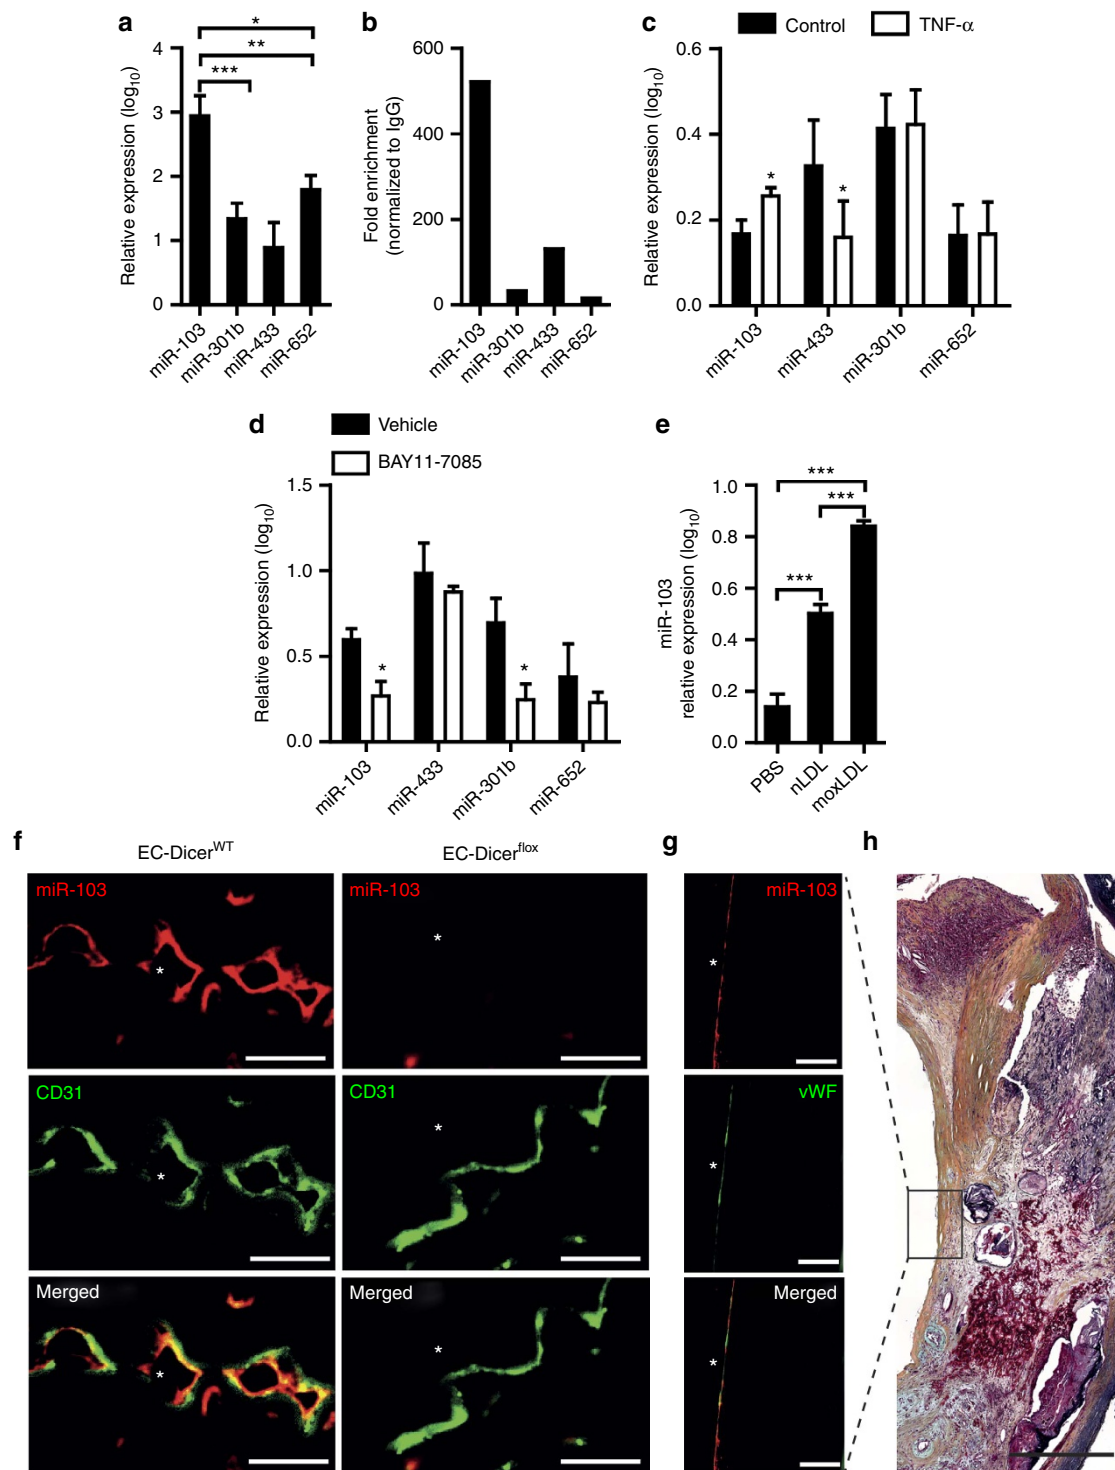 a
Relative expression (log10)
4
3
2
1
0
*
**
***
miR-103
miR-301b
miR-433
miR-652
b
Fold enrichment
(normalized to IgG)
600
400
200
0
miR-103
miR-301b
miR-433
miR-652
c
Control
TNF-α
Relative expression (log10)
0.6
0.4
0.2
0.0
*
*
miR-103
miR-433
miR-301b
miR-652
d
Vehicle
BAY11-7085
Relative expression (log10)
1.5
1.0
0.5
0.0
*
*
miR-103
miR-433
miR-301b
miR-652
e
miR-103
relative expression (log10)
1.0
0.8
0.6
0.4
0.2
0.0
***
***
***
PBS
nLDL
moxLDL
f
EC-DicerWT
EC-Dicerflox
miR-103
*
miR-103
*
CD31
*
CD31
*
Merged
*
Merged
*
g
miR-103
*
vWF
*
Merged
*
h